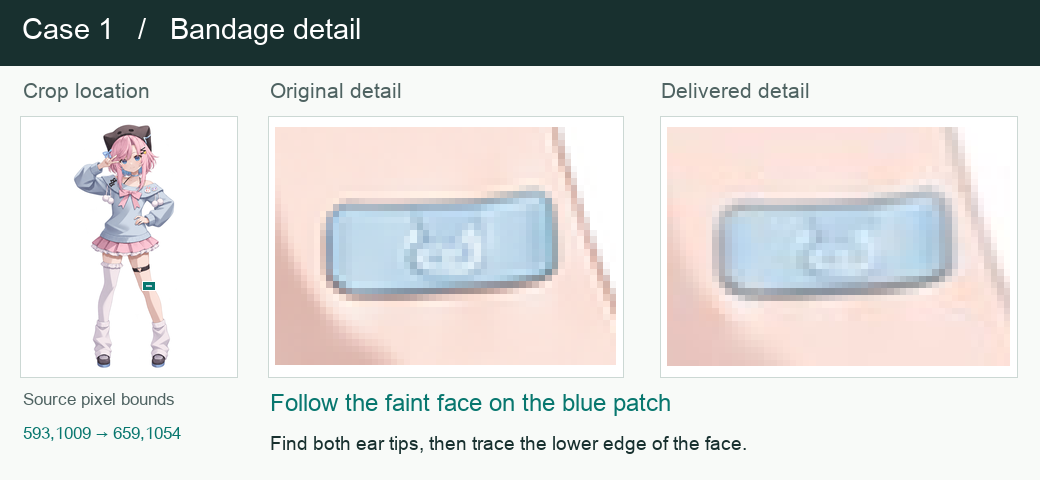 Case 1 / Bandage detail
Crop location
Original detail
Delivered detail
Source pixel bounds
593,1009 → 659,1054
Follow the faint face on the blue patch
Find both ear tips, then trace the lower edge of the face.